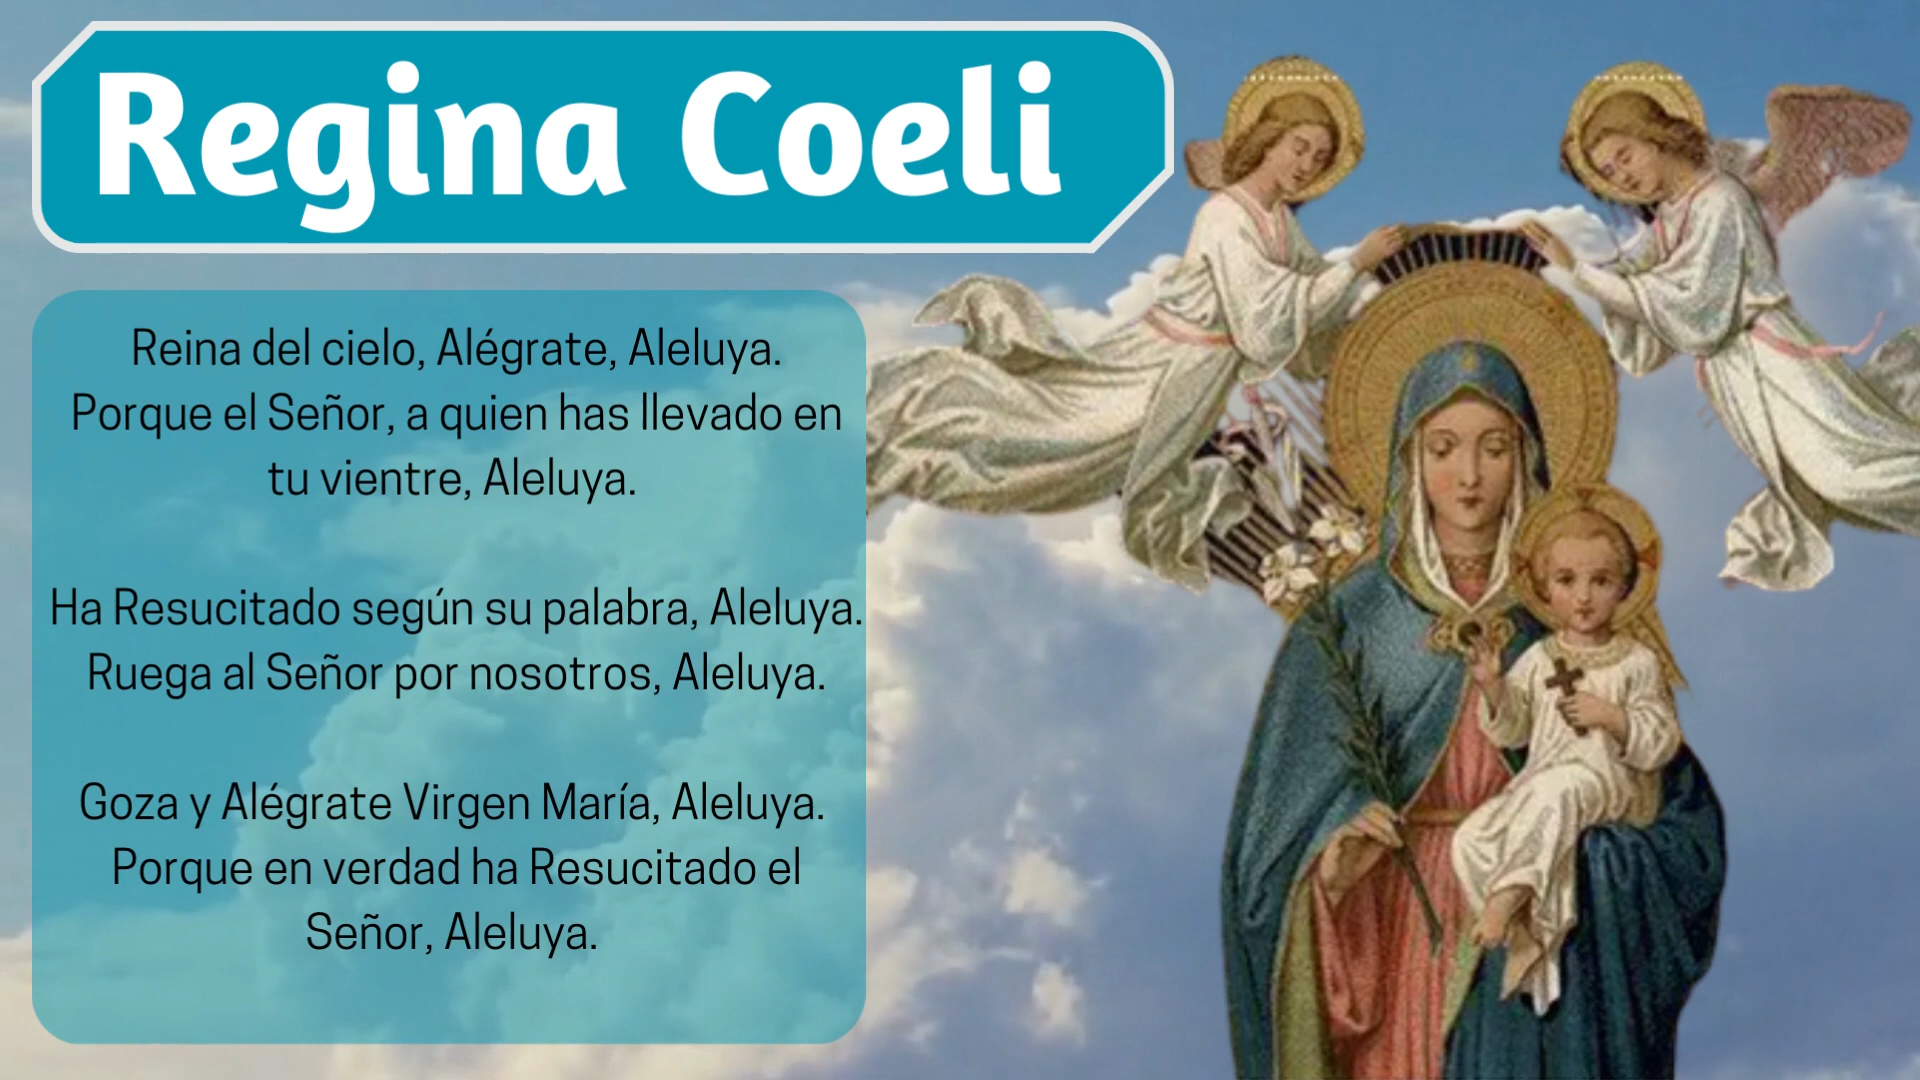 Regina Coeli
Reina del cielo, Alégrate, Aleluya.
Porque el Señor, a quien has llevado en
tu vientre, Aleluya.
Ha Resucitado según su palabra, Aleluya.
Ruega al Señor por nosotros, Aleluya.
Goza y Alégrate Virgen María, Aleluya.
Porque en verdad ha Resucitado el
Señor, Aleluya.